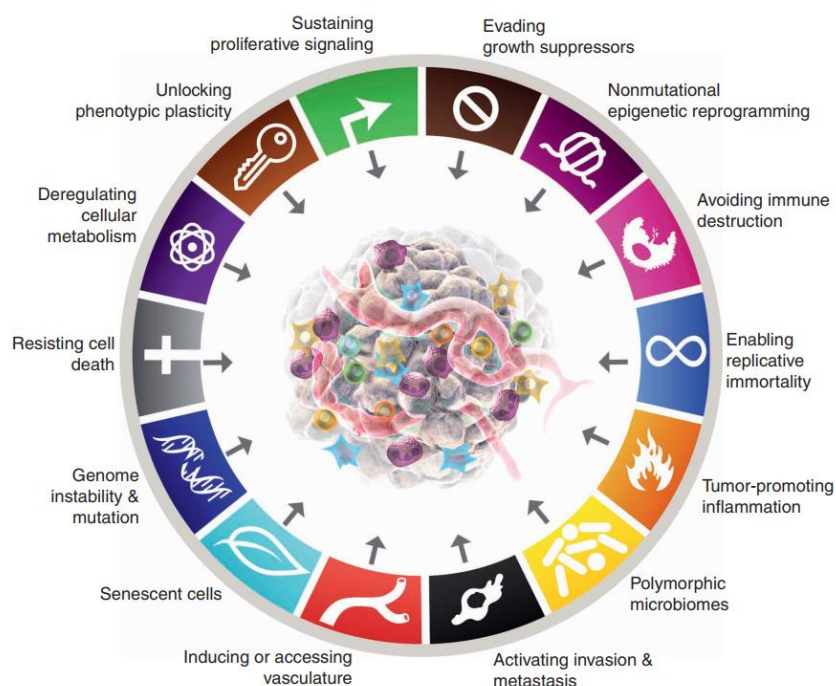 Sustaining
proliferative signaling
Evading
growth suppressors
Nonmutational
epigenetic reprogramming
Avoiding immune
destruction
Enabling
replicative
immortality
Tumor-promoting
inflammation
Polymorphic
microbiomes
Activating invasion &
metastasis
Inducing or accessing
vasculature
Senescent cells
Genome
instability &
mutation
Resisting cell
death
Deregulating
cellular
metabolism
Unlocking
phenotypic plasticity